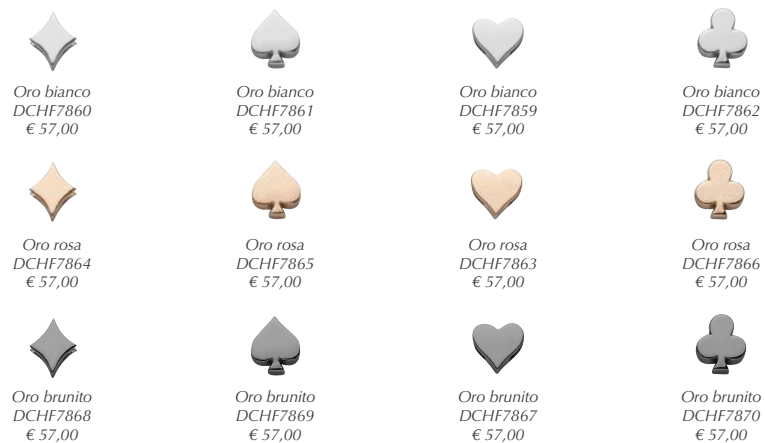 Oro bianco
DCHF7860
€ 57,00
Oro bianco
DCHF7861
€ 57,00
Oro bianco
DCHF7859
€ 57,00
Oro bianco
DCHF7862
€ 57,00
Oro rosa
DCHF7864
€ 57,00
Oro rosa
DCHF7865
€ 57,00
Oro rosa
DCHF7863
€ 57,00
Oro rosa
DCHF7866
€ 57,00
Oro brunito
DCHF7868
€ 57,00
Oro brunito
DCHF7869
€ 57,00
Oro brunito
DCHF7867
€ 57,00
Oro brunito
DCHF7870
€ 57,00